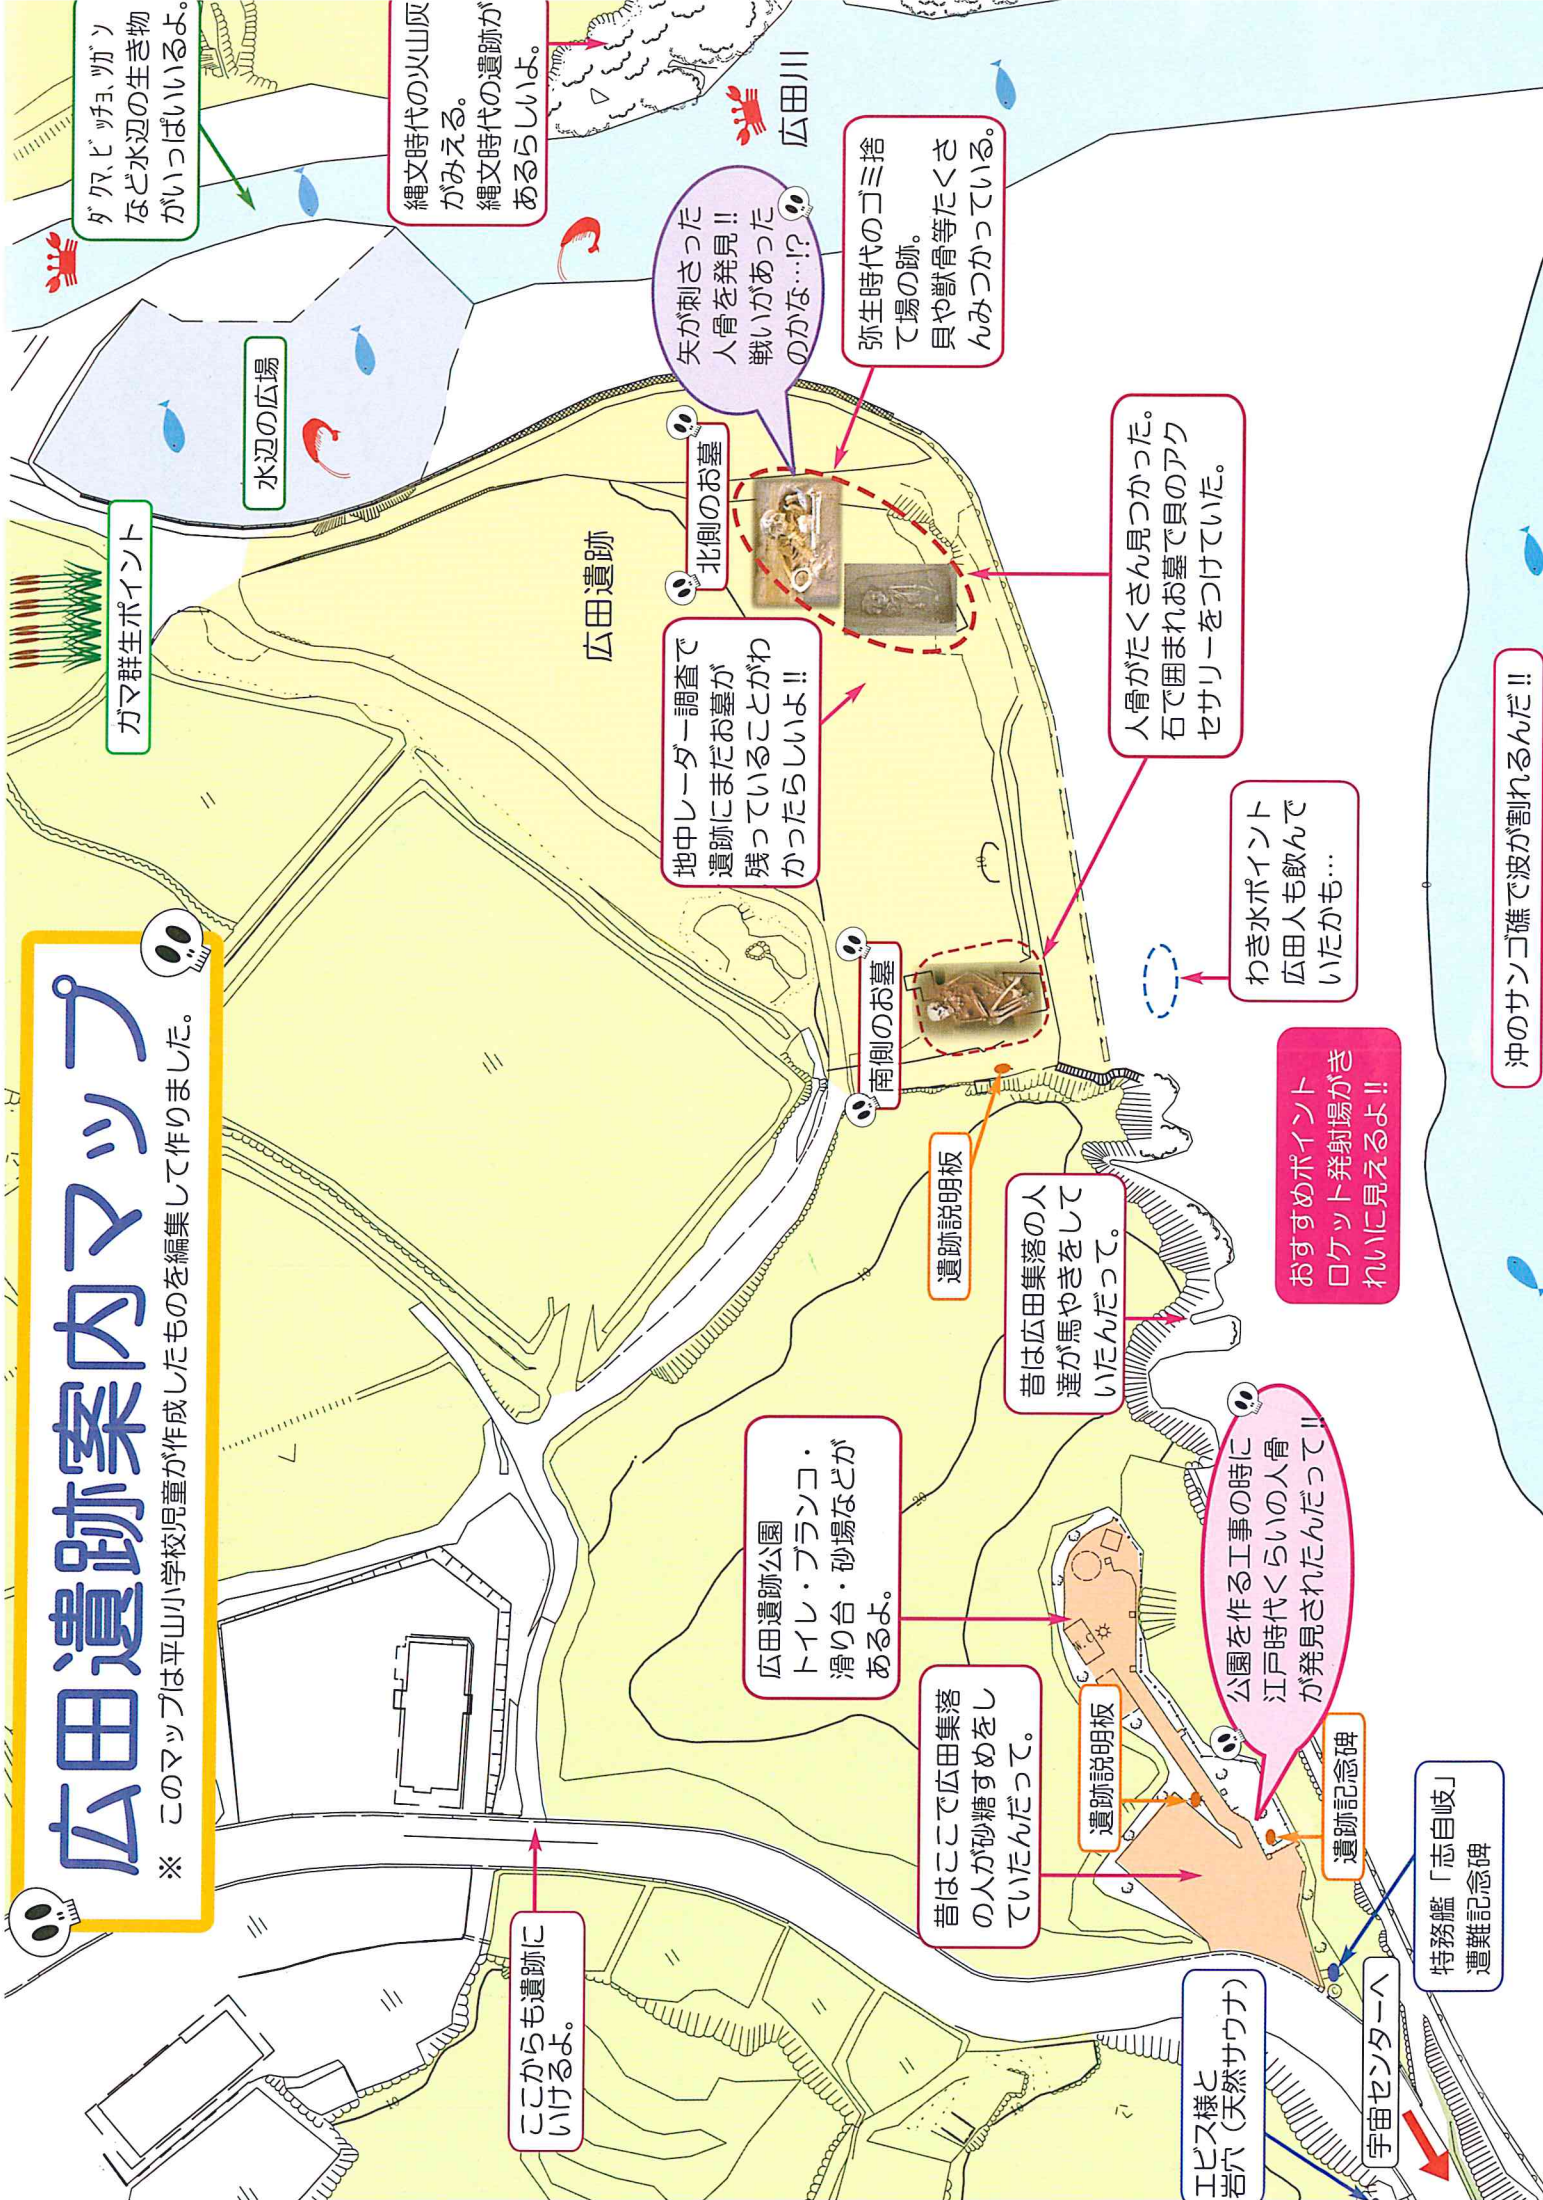 広田遺跡案内マップ
※ このマップは平山小学校児童が作成したものを編集して作りました。
ここからも遺跡に
いけるよ。
ガマ群生ポイント
水辺の広場
ダクマ、ビッチョ、ツガン
など水辺の生き物
がいっぱいいるよ。
縄文時代の火山灰
がみえる。
縄文時代の遺跡が
あるらしいよ。
広田川
広田遺跡
北側のお墓
矢が刺さった
人骨を発見!!
戦いがあった
のかな…!?
弥生時代のゴミ捨
て場の跡。
貝や獣骨等たくさ
んみつかっている。
地中レーダー調査で
遺跡にまだお墓が
残っていることがわ
かったらしいよ!!
人骨がたくさん見つかった。
石で囲まれお墓で貝のアク
セサリーをつけていた。
南側のお墓
遺跡説明板
わき水ポイント
広田人も飲んで
いたかも…
昔は広田集落の人
達が馬やきをして
いたんだって。
おすすめポイント
ロケット発射場がき
れいに見えるよ!!
沖のサンゴ礁で波が割れるんだ!!
広田遺跡公園
トイレ・ブランコ・
滑り台・砂場などが
あるよ。
昔はここで広田集落
の人が砂糖すめをし
ていたんだって。
遺跡説明板
公園を作る工事の時に
江戸時代くらいの人骨
が発見されたんだって!!
遺跡記念碑
特務艦「志自岐」
遭難記念碑
エビス様と
岩穴（天然サウナ）
宇宙センターへ
W.C
10
10
20
10
10
0